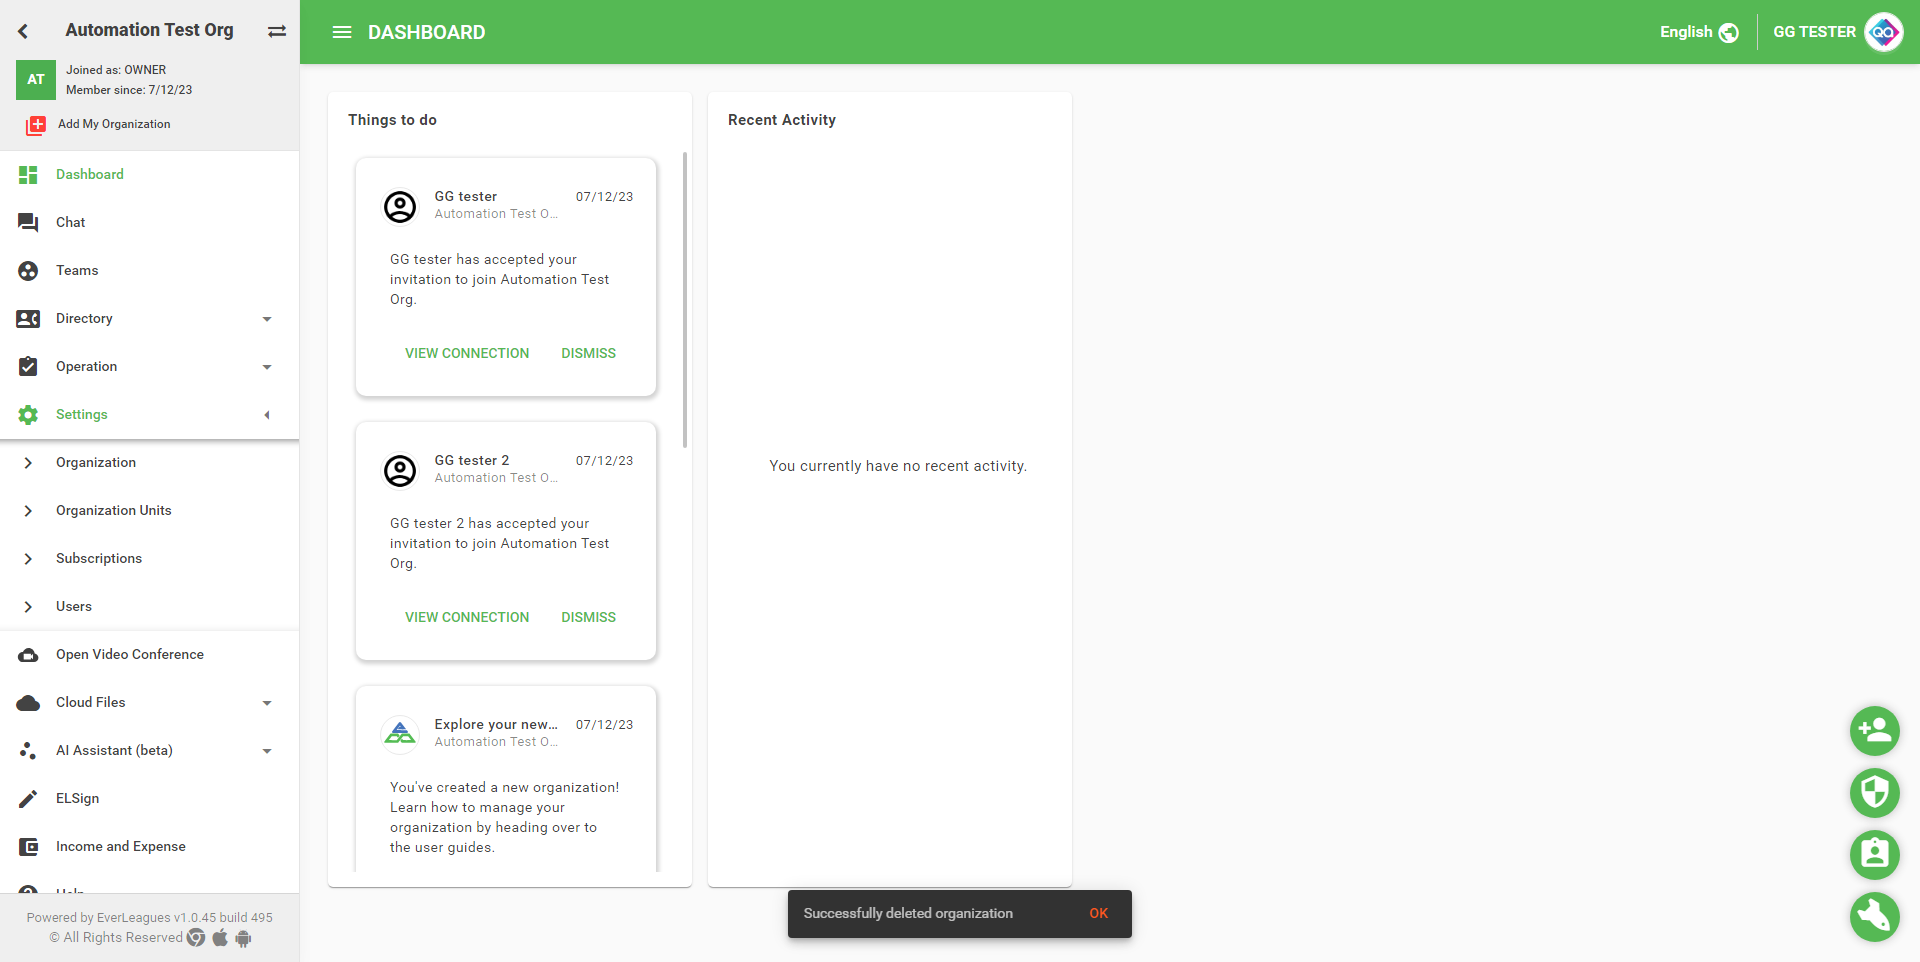 Automation Test Org
AT
Joined as: OWNER
Member since: 7/12/23
Add My Organization
Dashboard
Chat
Teams
Directory
Operation
Settings
Organization
Organization Units
Subscriptions
Users
Open Video Conference
Cloud Files
AI Assistant (beta)
ELSign
Income and Expense
Help
Powered by EverLeagues v1.0.45 build 495
© All Rights Reserved
DASHBOARD
English
GG TESTER
QA
Things to do
GG tester
07/12/23
Automation Test O...
GG tester has accepted your
invitation to join Automation Test
Org.
VIEW CONNECTION
DISMISS
GG tester 2
07/12/23
Automation Test O...
GG tester 2 has accepted your
invitation to join Automation Test
Org.
VIEW CONNECTION
DISMISS
Explore your new...
07/12/23
Automation Test O...
You've created a new organization!
Learn how to manage your
organization by heading over to
the user guides.
Recent Activity
You currently have no recent activity.
Successfully deleted organization
OK